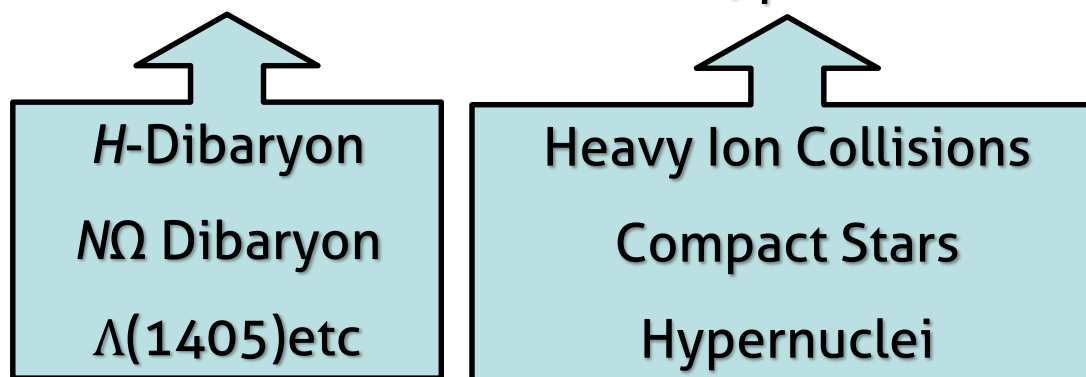 H-Dibaryon
NΩ Dibaryon
Λ(1405)etc
Heavy Ion Collisions
Compact Stars
Hypernuclei